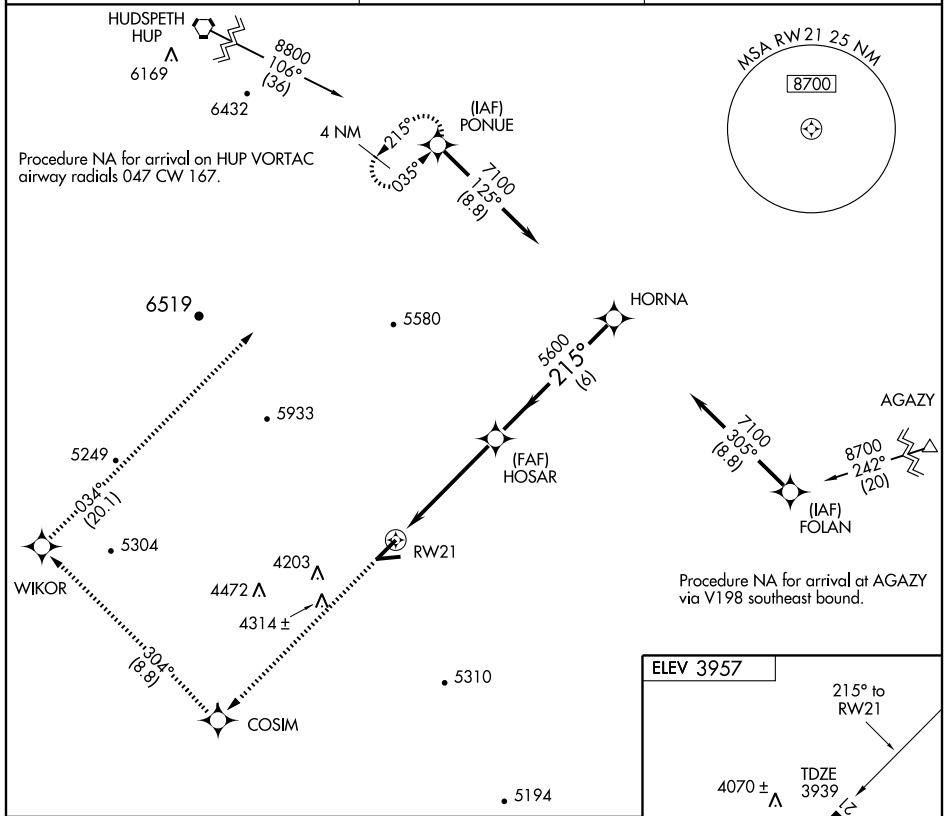 HUDSPETH
HUP
6169
6432
8800
106°
(36)
4 NM
215°
035°
(IAF)
PONUE
7100
125°
(8.8)
MSA RW 21 25 NM
8700
Procedure NA for arrival on HUP VORTAC
airway radials 047 CW 167.
6519
5580
HORNA
5600
215°
(6)
5933
5249
(FAF)
HOSAR
7100
305°
(8.8)
AGAZY
8700
242°
(20)
(IAF)
FOLAN
034°
(20.1)
5304
WIKOR
RW21
4203
4472
4314 ±
Procedure NA for arrival at AGAZY
via V198 southeast bound.
304°
(8.8)
COSIM
5310
5194
ELEV 3957
215° to
RW21
4070 ±
TDZE
3939
21